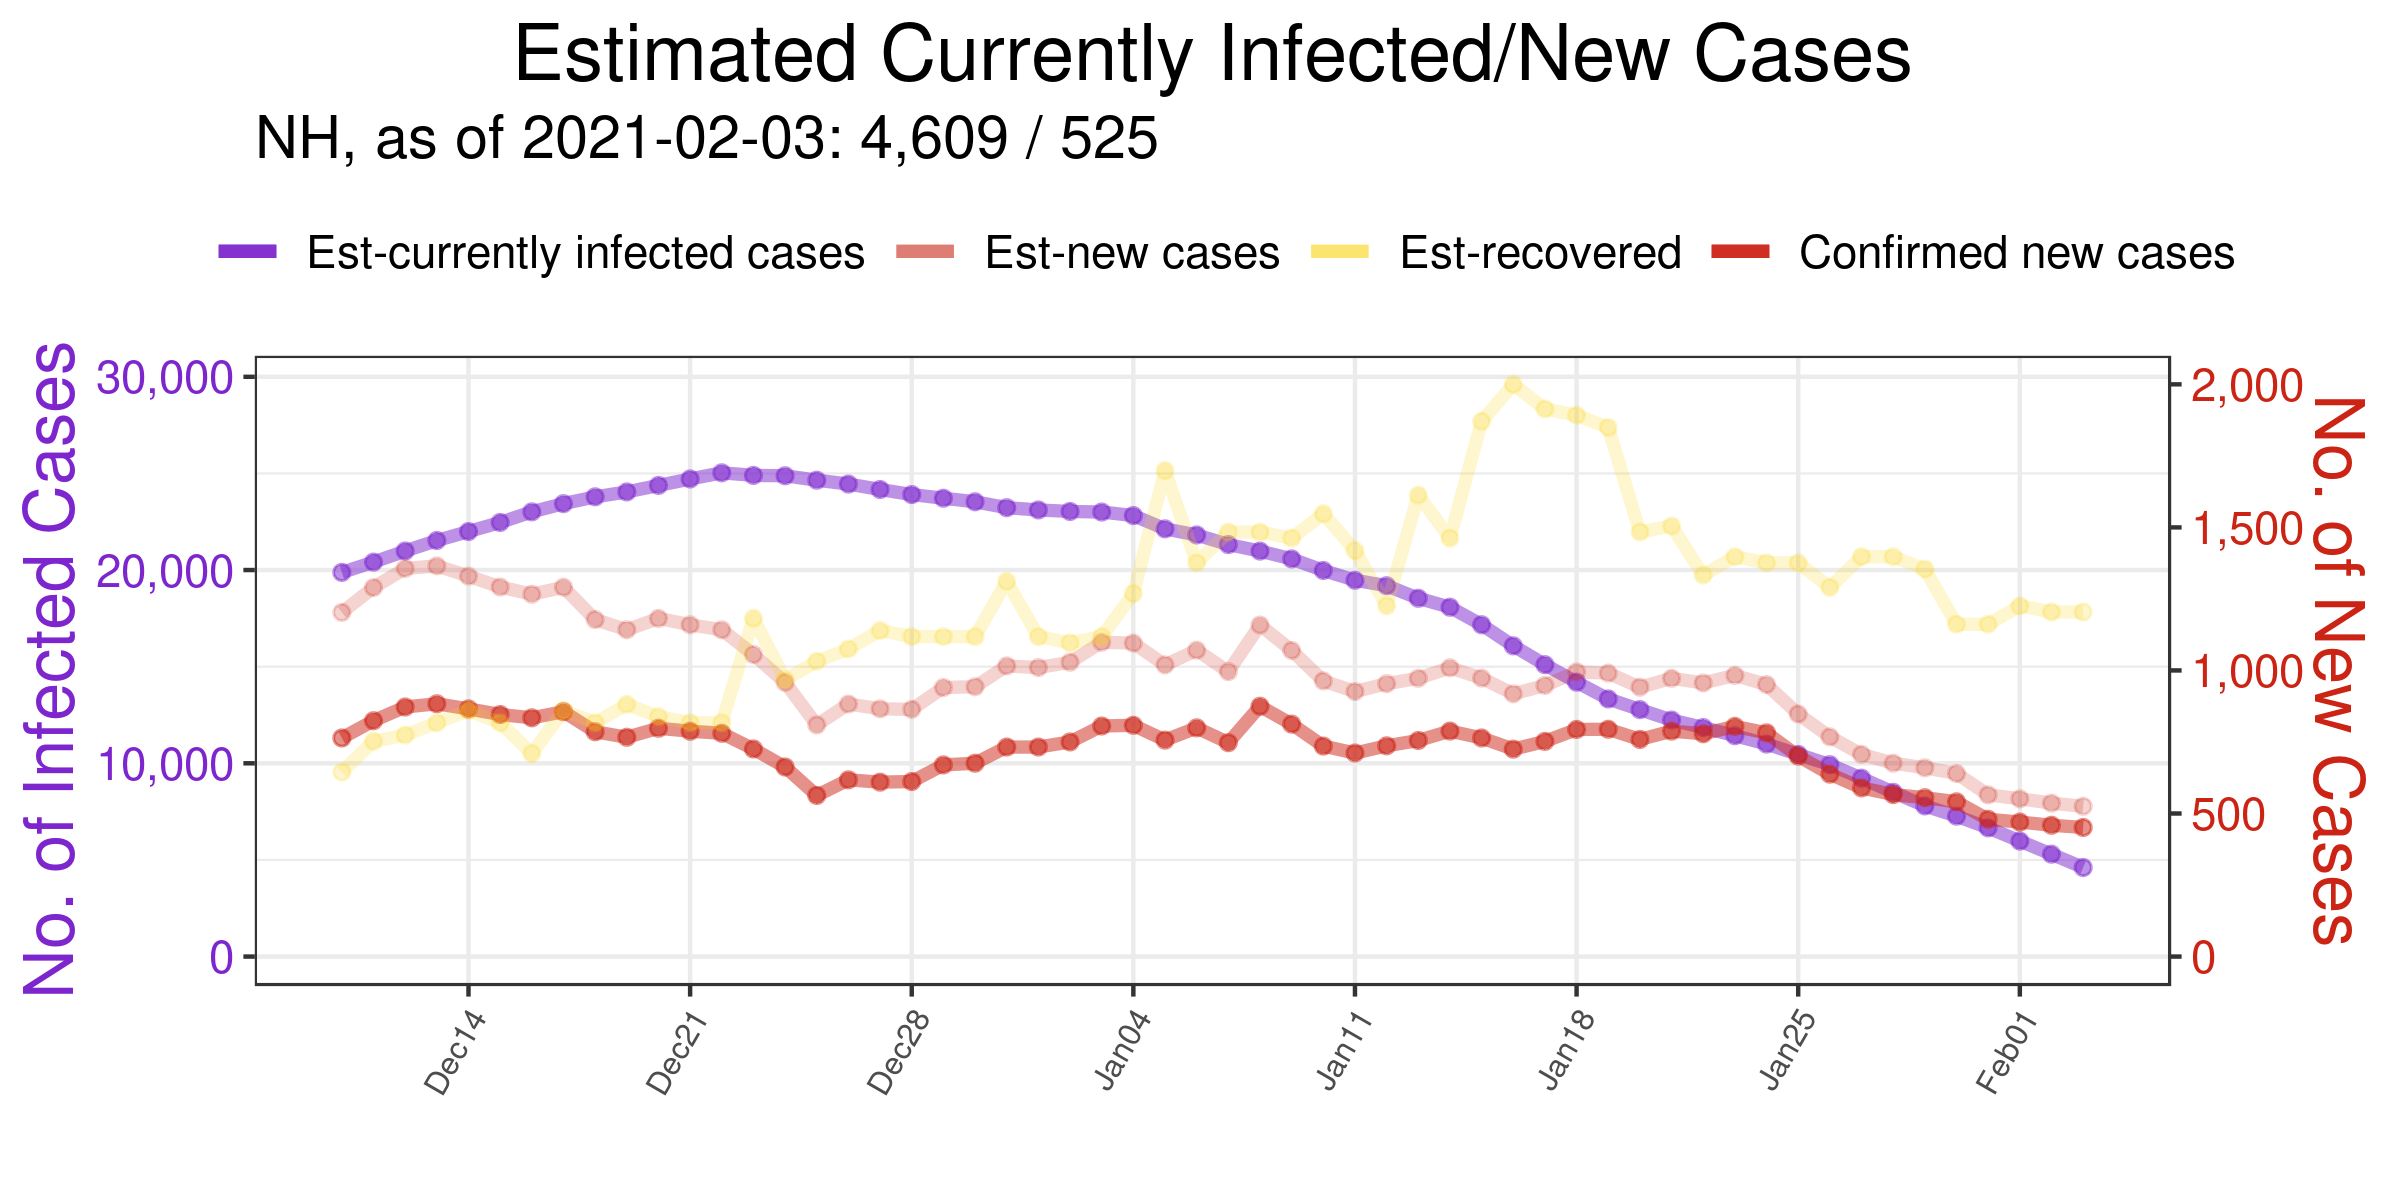 Estimated Currently Infected/New Cases
NH, as of 2021-02-03: 4,609 / 525
Est-currently infected cases
Est-new cases
Est-recovered
Confirmed new cases
No. of Infected Cases
30,000
20,000
10,000
0
2,000
1,500
1,000
500
0
No. of New Cases
Dec14
Dec21
Dec28
Jan04
Jan11
Jan18
Jan25
Feb01